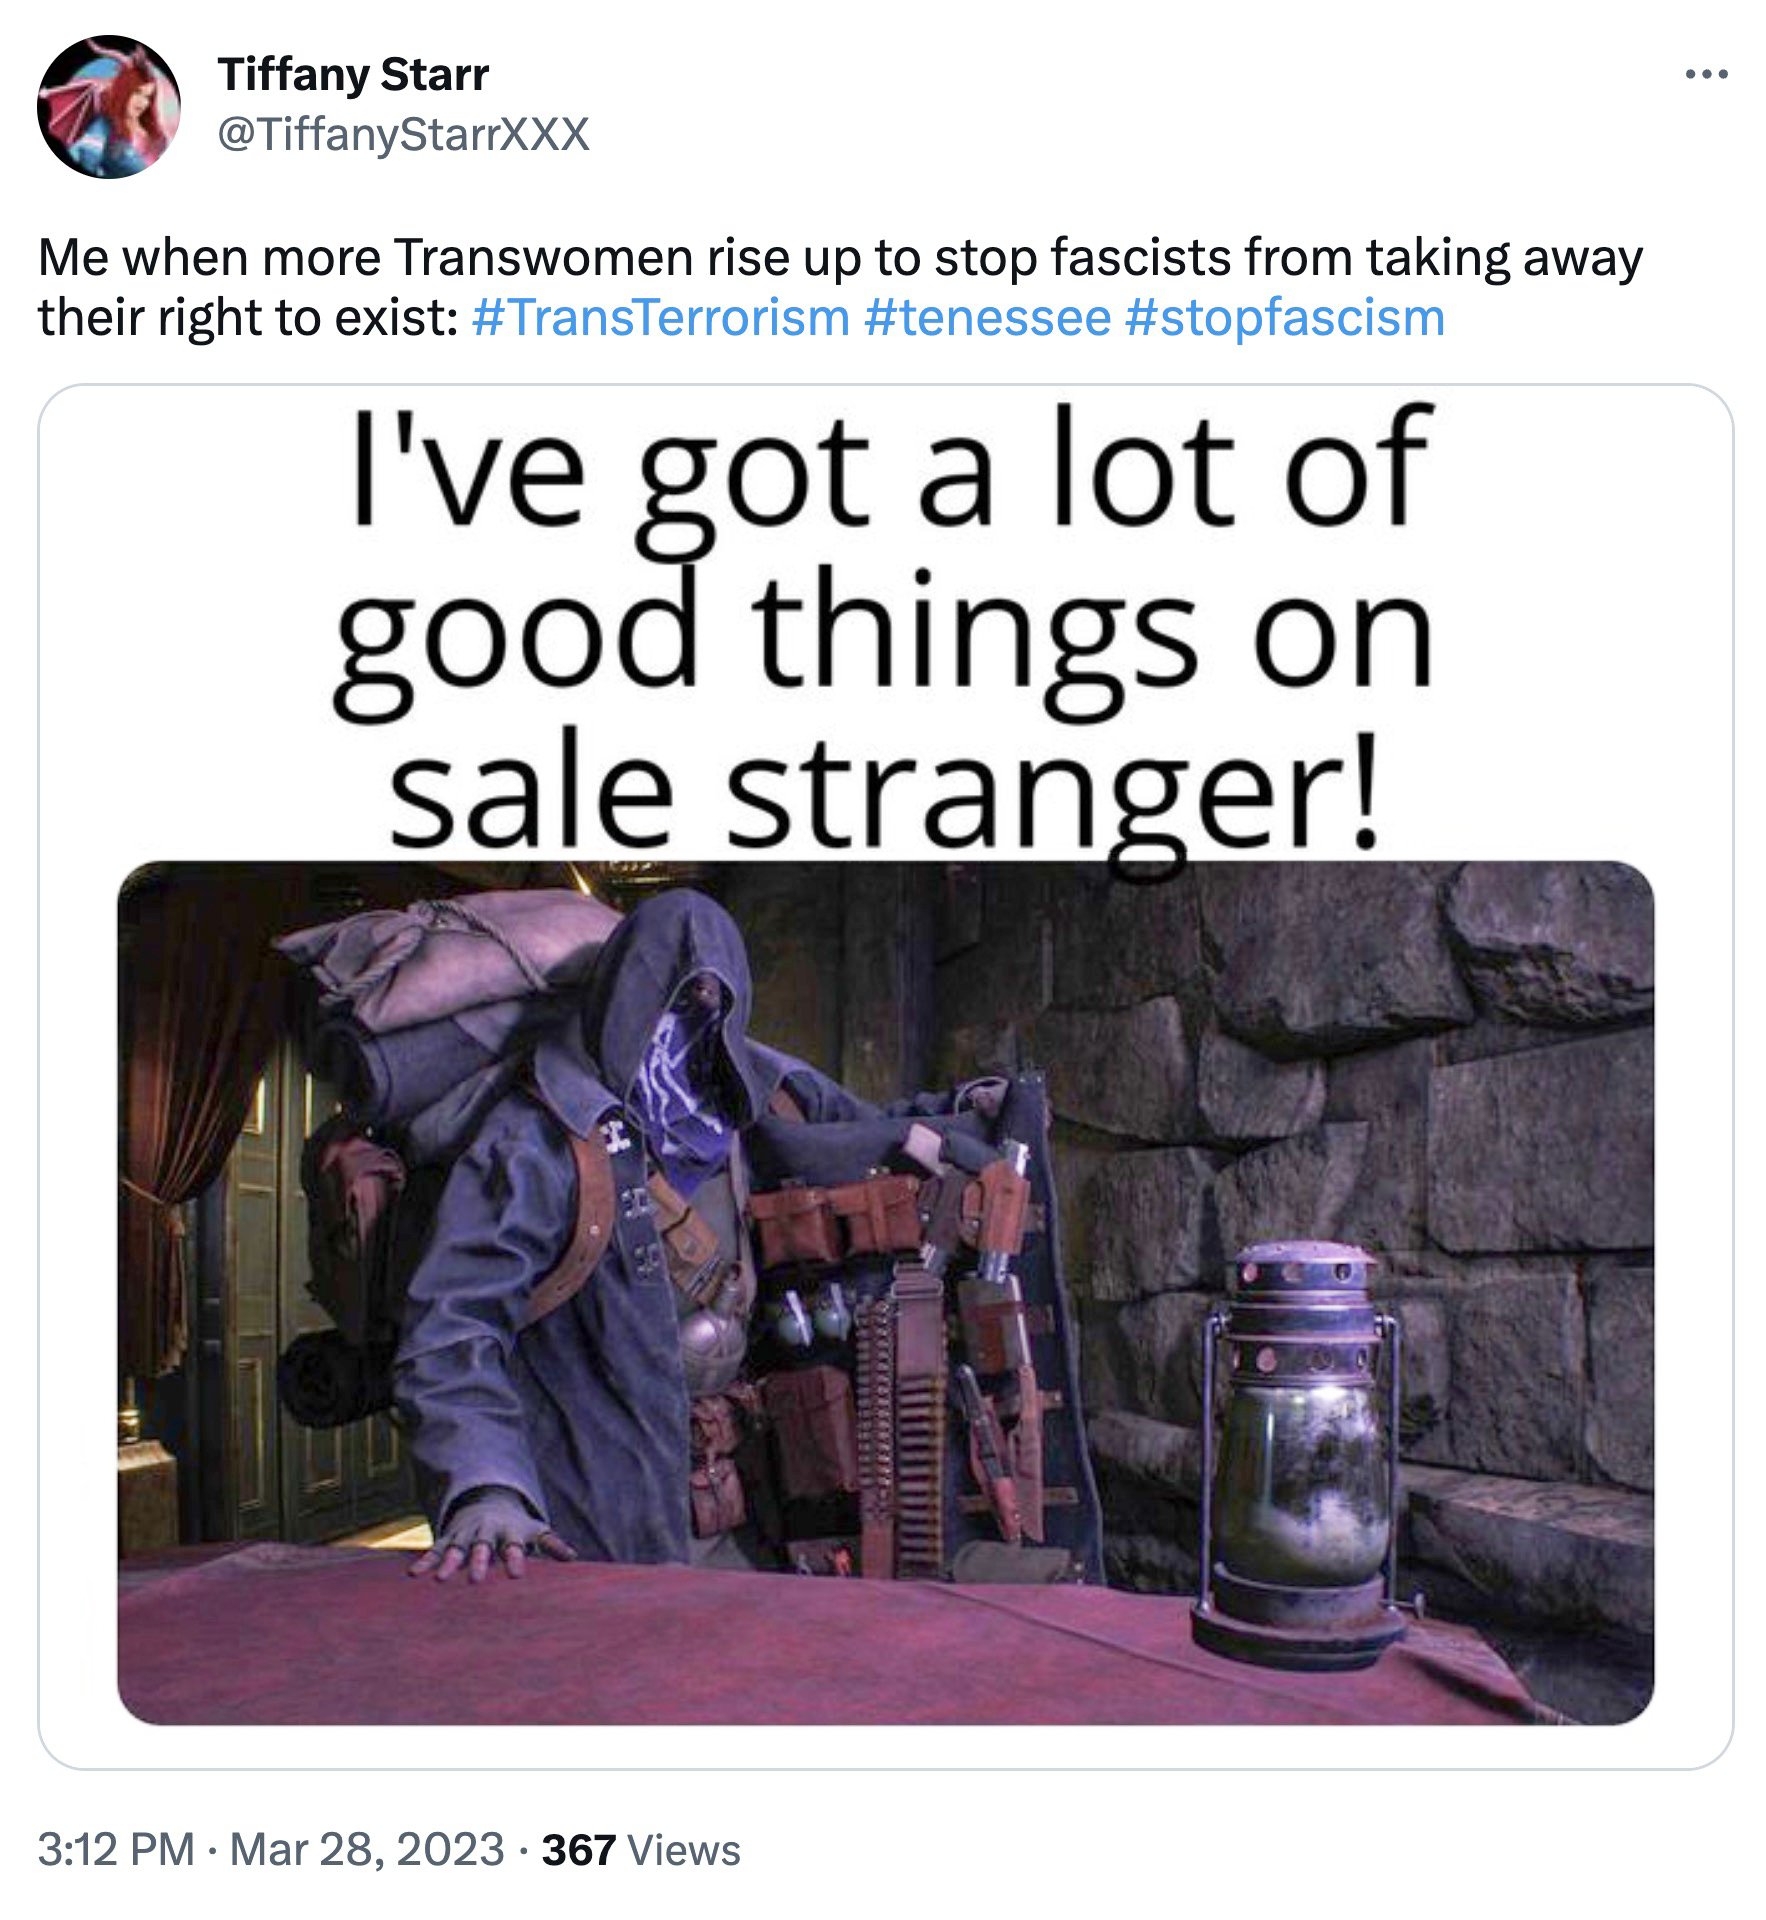 Tiffany Starr
@TiffanyStarrXXX
Me when more Transwomen rise up to stop fascists from taking away
their right to exist: #TransTerrorism #tenessee #stopfascism
I've got a lot of
good things on
sale stranger!
3:12 PM · Mar 28, 2023 · 367 Views